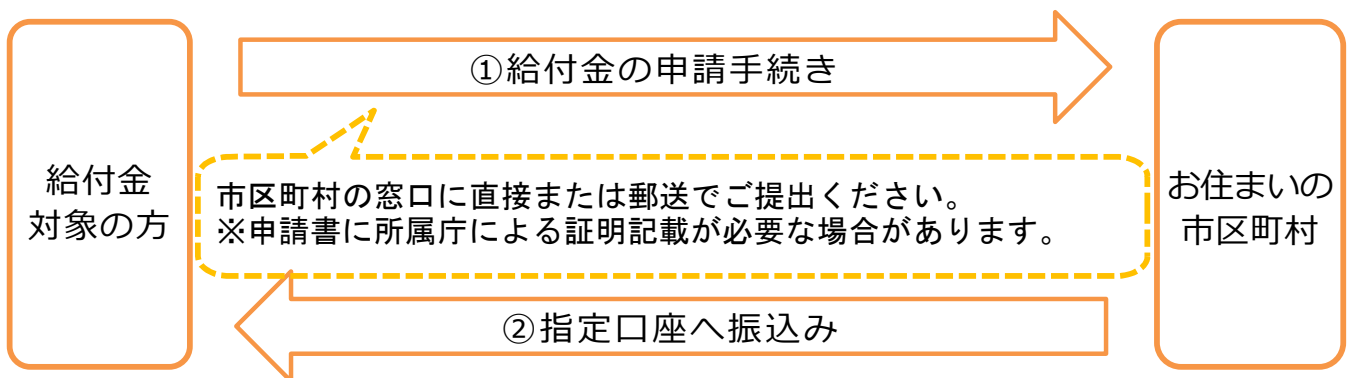 ①給付金の申請手続き
給付金
対象の方
市区町村の窓口に直接または郵送でご提出ください。
※申請書に所属庁による証明記載が必要な場合があります。
お住まいの
市区町村
②指定口座へ振込み